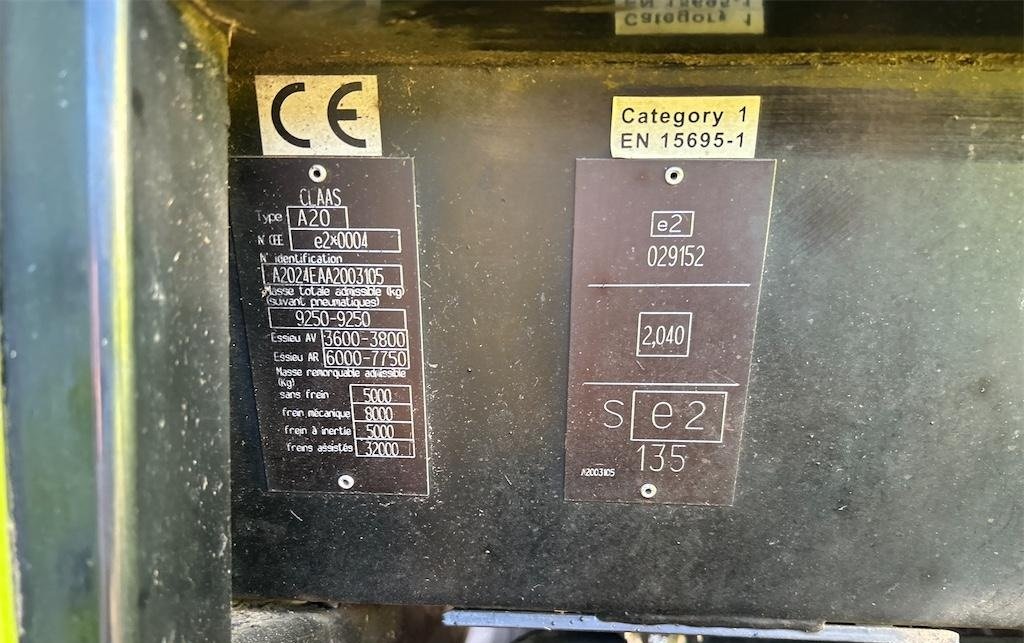 CE
CLAAS
Type A20
N° CEE e2*0004
N° identification
A2024EAA2003105
Masse totale admissible (kg)
(suivant pneumatiques)
9250-9250
Essieu AV 3600-3800
Essieu AR 6000-7750
Masse remorquable admissible
(Kg)
sans frein 5000
frein mécanique 8000
frein à inertie 5000
freins assistés 32000
Category 1
EN 15695-1
e2
029152
2,040
S e2
135
A2003105